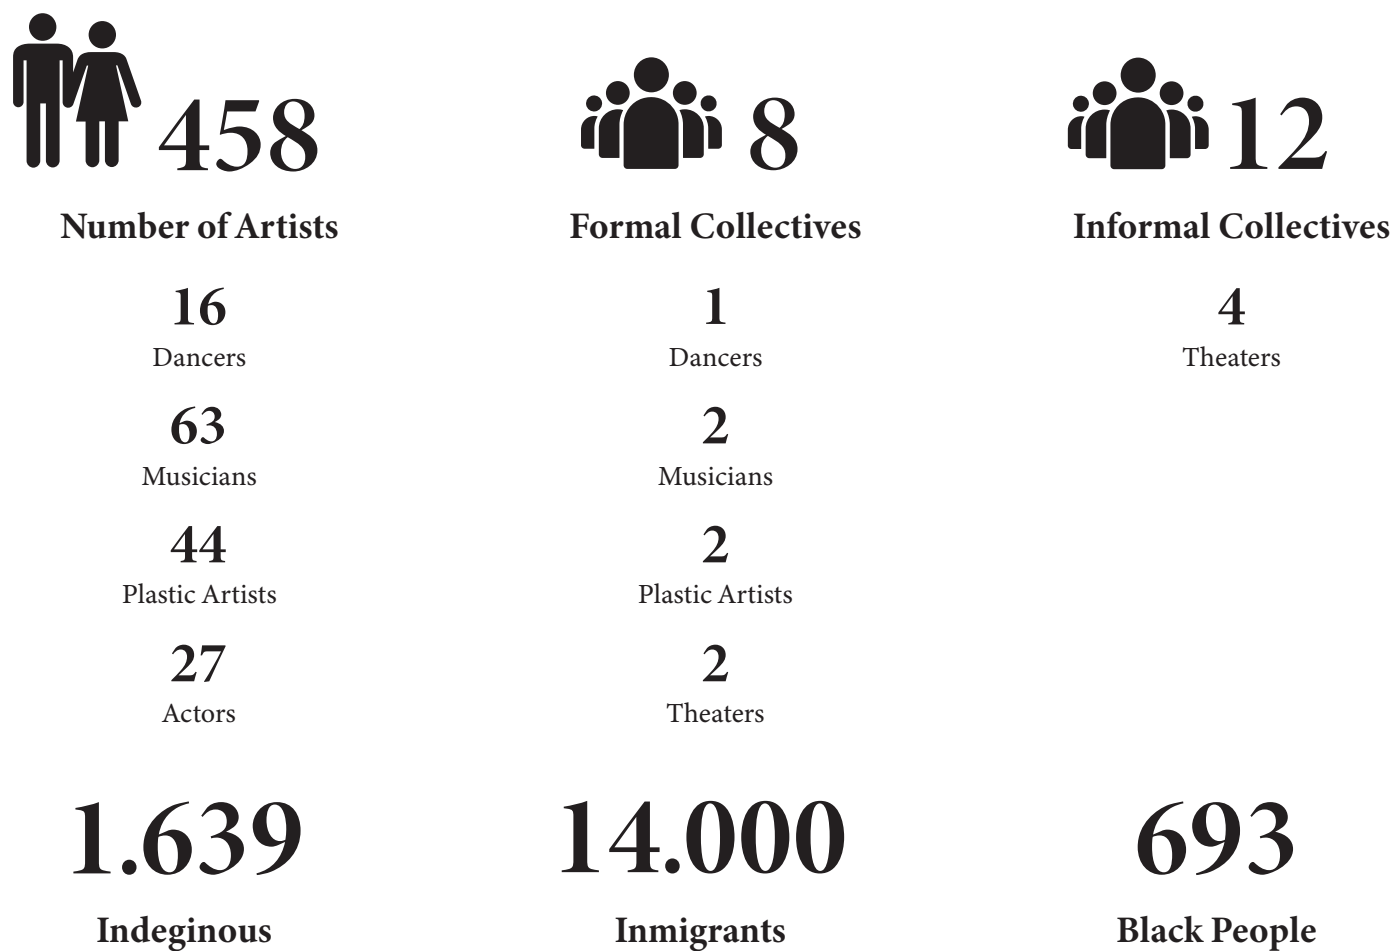 458
Number of Artists
16
Dancers
63
Musicians
44
Plastic Artists
27
Actors
8
Formal Collectives
1
Dancers
2
Musicians
2
Plastic Artists
2
Theaters
12
Informal Collectives
4
Theaters
1.639
Indeginous
14.000
Inmigrants
693
Black People